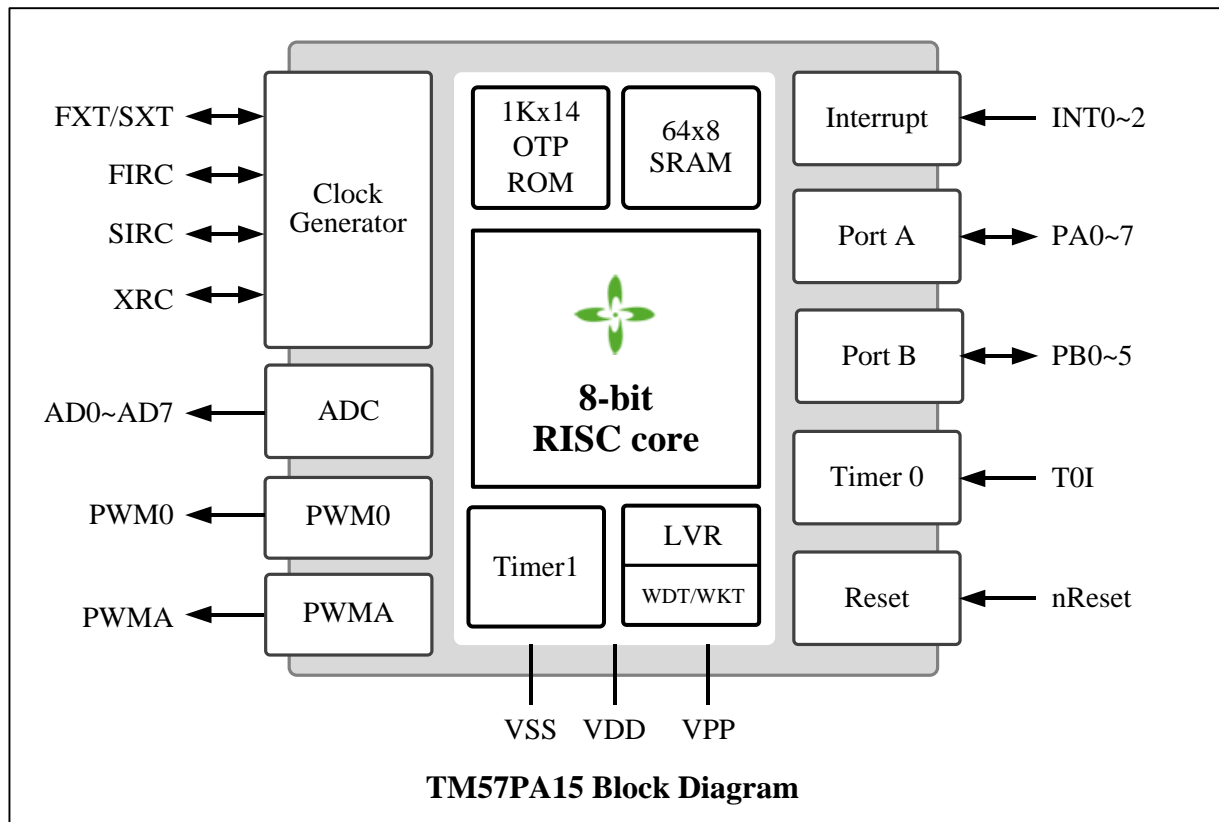 FXT/SXT
FIRC
SIRC
XRC
Clock
Generator
AD0~AD7
ADC
PWM0
PWM0
PWMA
PWMA
1Kx14
OTP
ROM
64x8
SRAM
8-bit
RISC core
Timer1
LVR
WDT/WKT
Interrupt
INT0~2
Port A
PA0~7
Port B
PB0~5
Timer 0
T0I
Reset
nReset
VSS
VDD
VPP
TM57PA15 Block Diagram